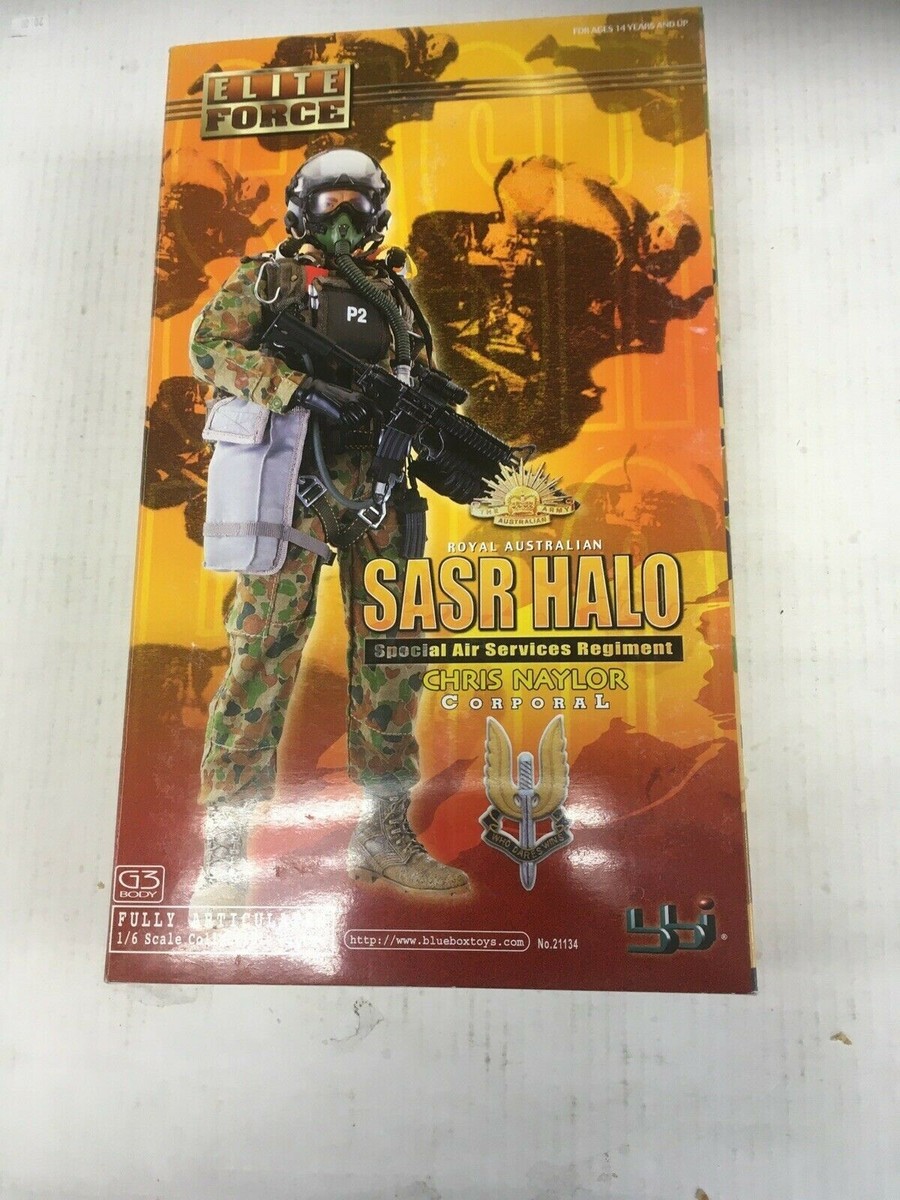 FOR AGES 14 YEARS AND UP
ELITE
FORCE
P2
THE ARMY
AUSTRALIAN
ROYAL AUSTRALIAN
SASR HALO
Special Air Services Regiment
CHRIS NAYLOR
CORPORAL
WHO DARES WINS
G3
BODY
FULLY ARTICULATED
1/6 Scale
http://www.blueboxtoys.com
No.21134
bbi
®